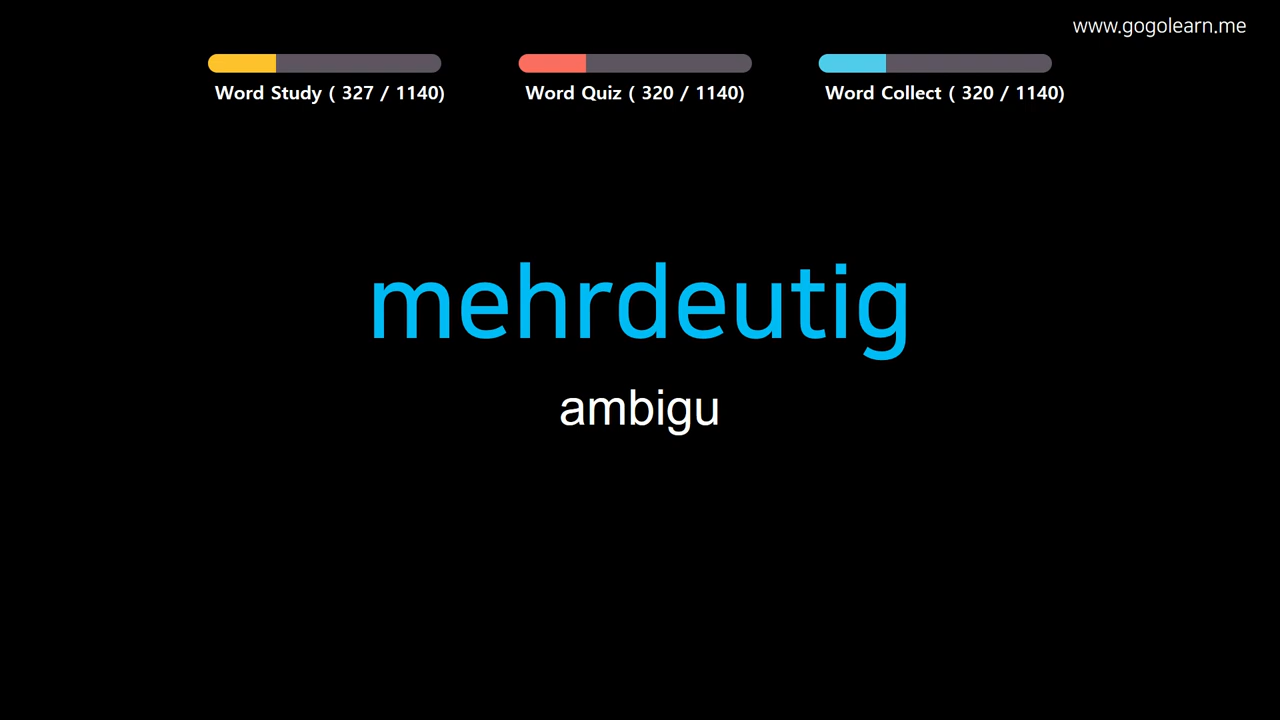 www.gogolearn.me
Word Study ( 327 / 1140)
Word Quiz ( 320 / 1140)
Word Collect ( 320 / 1140)
mehrdeutig
ambigu